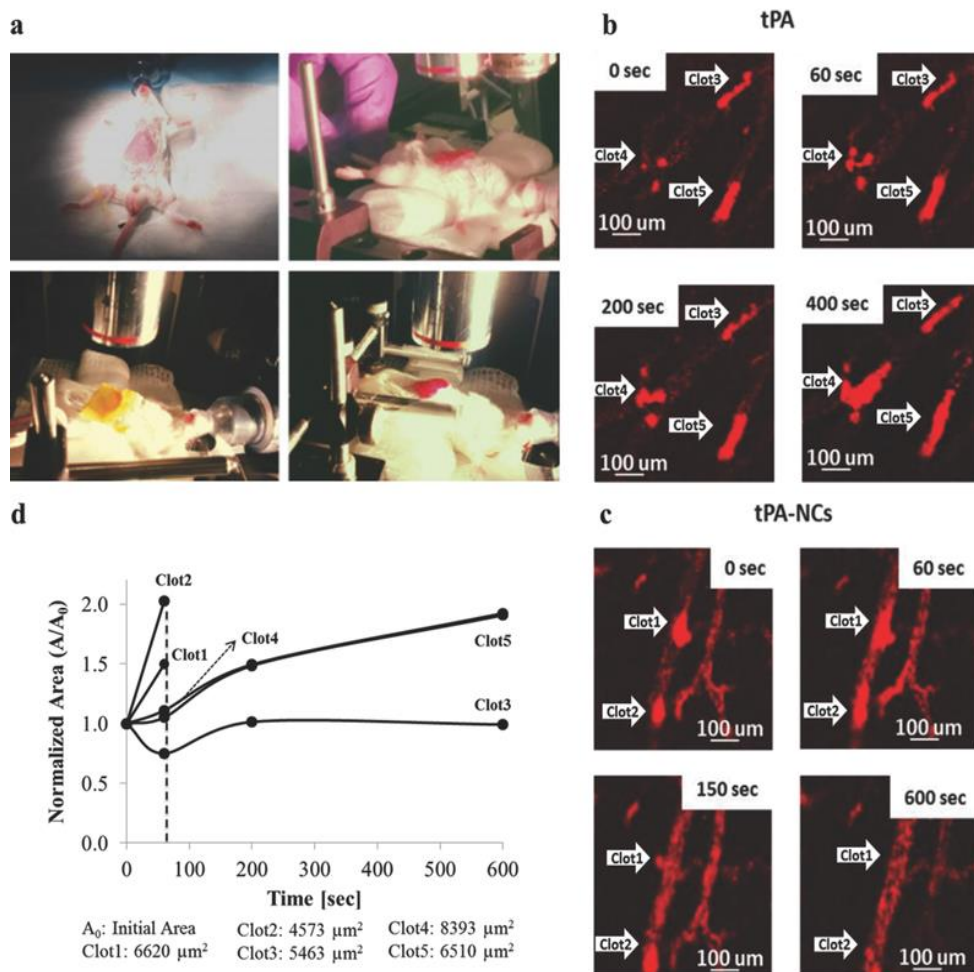 a
b
tPA
0 sec
Clot3
Clot4
Clot5
100 um
60 sec
Clot3
Clot4
Clot5
100 um
200 sec
Clot3
Clot4
Clot5
100 um
400 sec
Clot3
Clot4
Clot5
100 um
c
tPA-NCs
0 sec
Clot1
Clot2
100 um
60 sec
Clot1
Clot2
100 um
150 sec
Clot1
Clot2
100 um
600 sec
Clot1
Clot2
100 um
d
Normalized Area (A/A₀)
2.0
1.5
1.0
0.5
0.0
Clot2
Clot1
Clot4
Clot5
Clot3
0 100 200 300 400 500 600
Time [sec]
A₀: Initial Area Clot2: 4573 µm² Clot4: 8393 µm²
Clot1: 6620 µm² Clot3: 5463 µm² Clot5: 6510 µm²